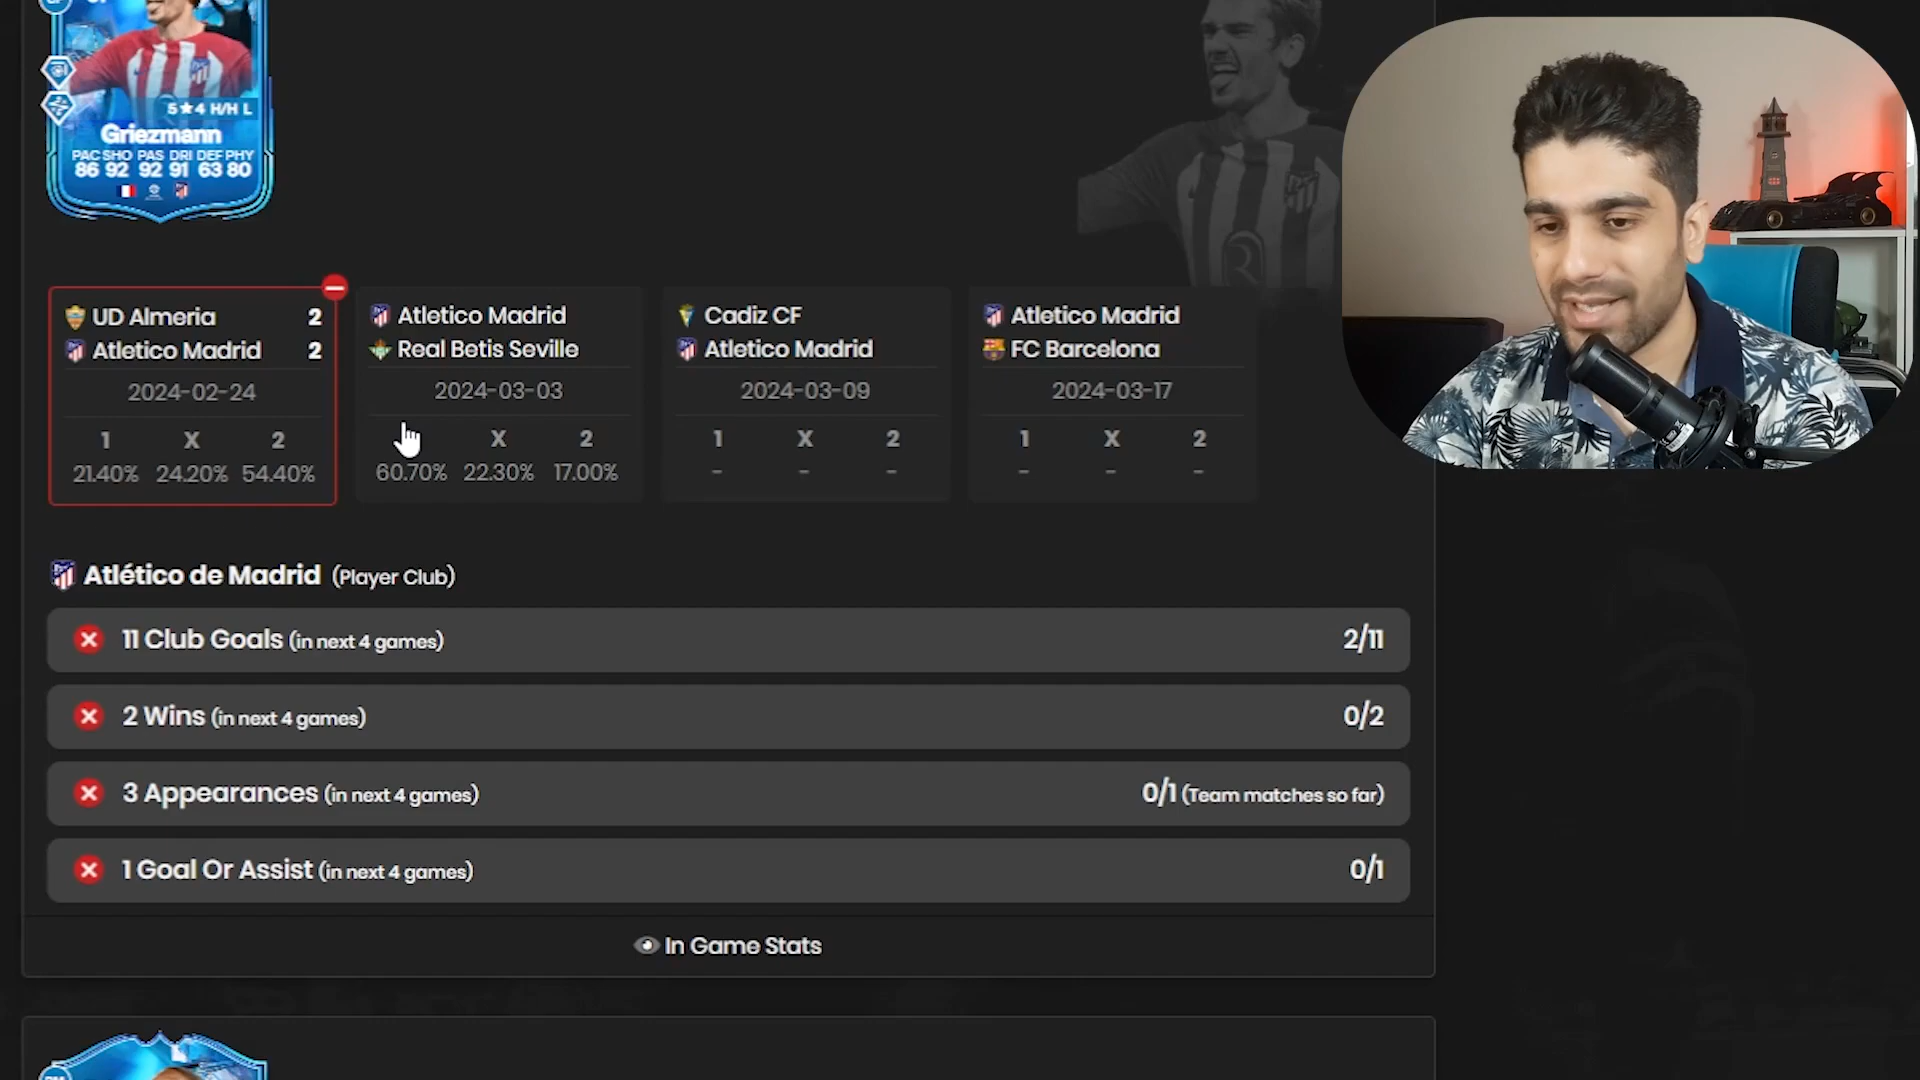 5★4 H/H L
Griezmann
PAC SHO PAS DRI DEF PHY
86 92 92 91 63 80
UD Almeria 2
Atletico Madrid 2
2024-02-24
1 X 2
21.40% 24.20% 54.40%
Atletico Madrid
Real Betis Seville
2024-03-03
X 2
60.70% 22.30% 17.00%
Cadiz CF
Atletico Madrid
2024-03-09
1 X 2
- - -
Atletico Madrid
FC Barcelona
2024-03-17
1 X 2
- - -
Atlético de Madrid (Player Club)
11 Club Goals (in next 4 games) 2/11
2 Wins (in next 4 games) 0/2
3 Appearances (in next 4 games) 0/1 (Team matches so far)
1 Goal Or Assist (in next 4 games) 0/1
In Game Stats